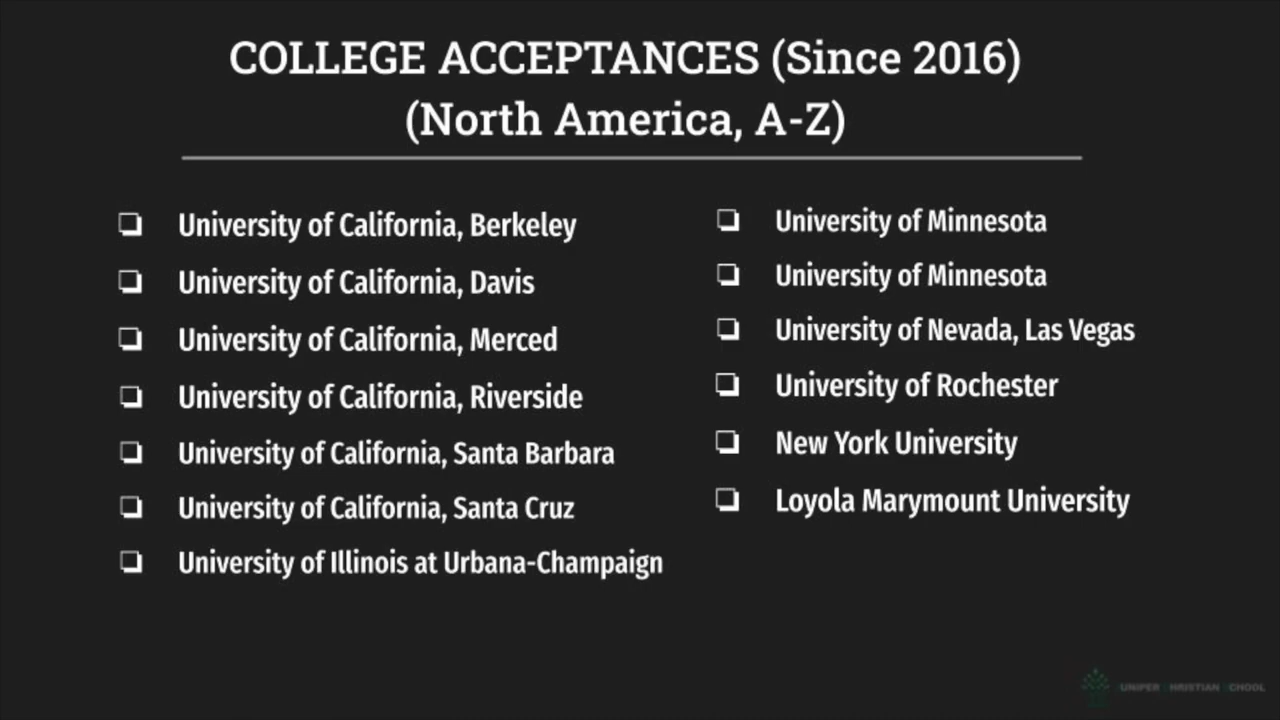 COLLEGE ACCEPTANCES (Since 2016)
(North America, A-Z)
University of California, Berkeley
University of California, Davis
University of California, Merced
University of California, Riverside
University of California, Santa Barbara
University of California, Santa Cruz
University of Illinois at Urbana-Champaign
University of Minnesota
University of Minnesota
University of Nevada, Las Vegas
University of Rochester
New York University
Loyola Marymount University
JUNIPER CHRISTIAN SCHOOL